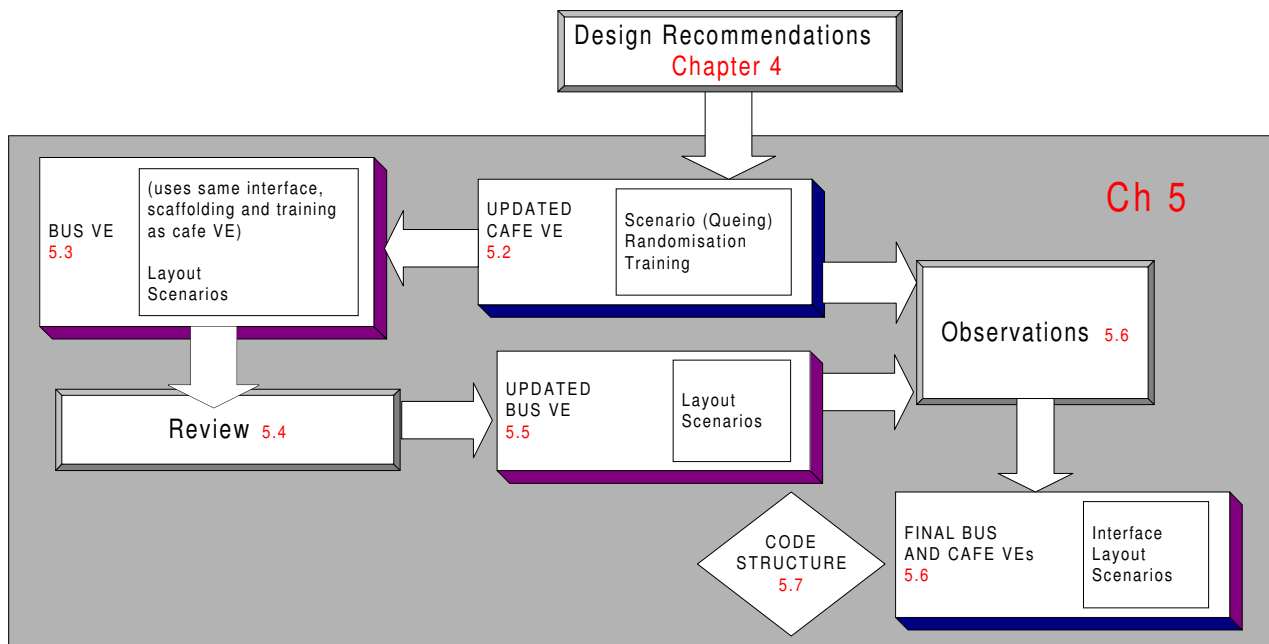 Design Recommendations
Chapter 4
Ch 5
BUS VE
5.3
(uses same interface,
scaffolding and training
as cafe VE)
Layout
Scenarios
UPDATED
CAFE VE
5.2
Scenario (Queing)
Randomisation
Training
Observations 5.6
Review 5.4
UPDATED
BUS VE
5.5
Layout
Scenarios
CODE
STRUCTURE
5.7
FINAL BUS
AND CAFE VEs
5.6
Interface
Layout
Scenarios